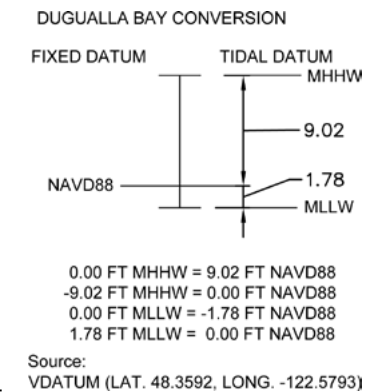 DUGUALLA BAY CONVERSION
FIXED DATUM TIDAL DATUM
MHHW
9.02
NAVD88
1.78
MLLW
0.00 FT MHHW = 9.02 FT NAVD88
-9.02 FT MHHW = 0.00 FT NAVD88
0.00 FT MLLW = -1.78 FT NAVD88
1.78 FT MLLW = 0.00 FT NAVD88
Source:
VDATUM (LAT. 48.3592, LONG. -122.5793)